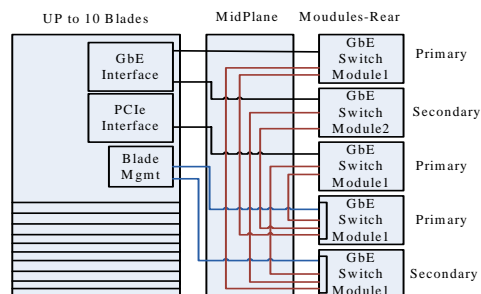 UP to 10 Blades
MidPlane
Moudules-Rear
GbE
Interface
PCIe
Interface
Blade
Mgmt
GbE
Switch
Module1
Primary
GbE
Switch
Module2
Secondary
GbE
Switch
Module1
Primary
GbE
Switch
Module1
Primary
GbE
Switch
Module1
Secondary